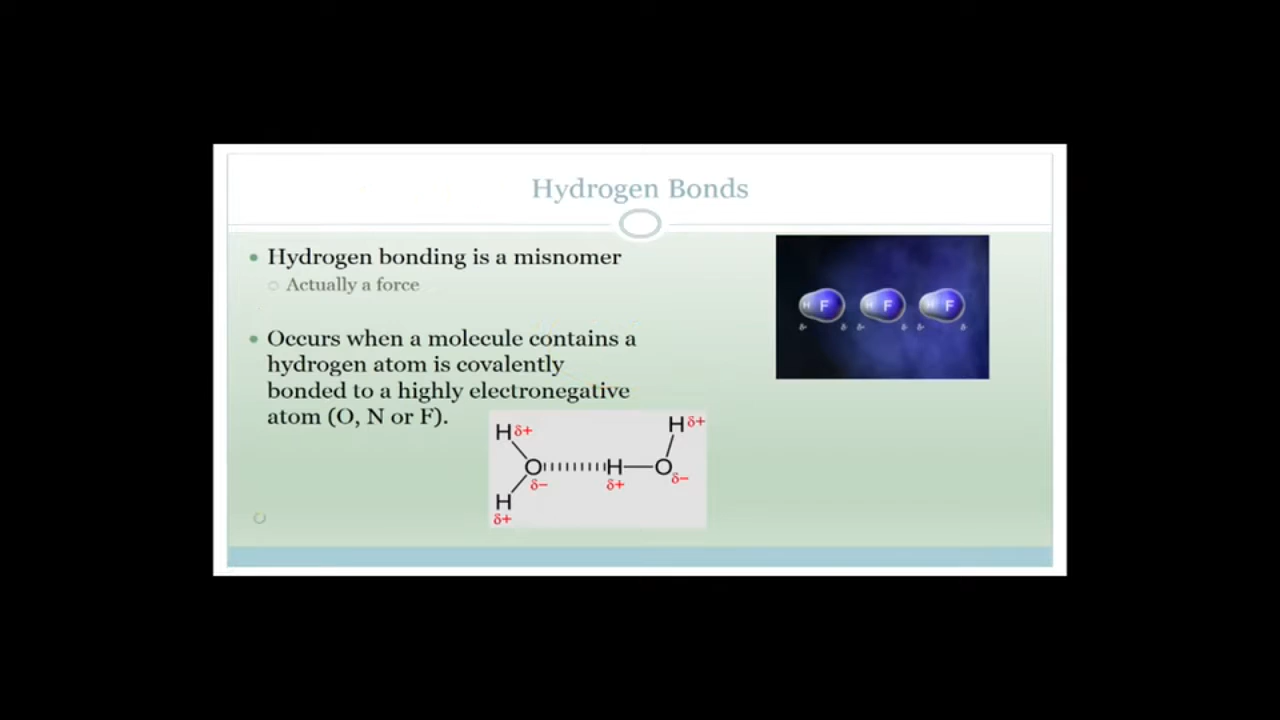 Hydrogen Bonds
Hydrogen bonding is a misnomer
Actually a force
Occurs when a molecule contains a
hydrogen atom is covalently
bonded to a highly electronegative
atom (O, N or F).
H F H F H F
H δ+ H δ+
O H O
δ− δ+ δ−
H
δ+